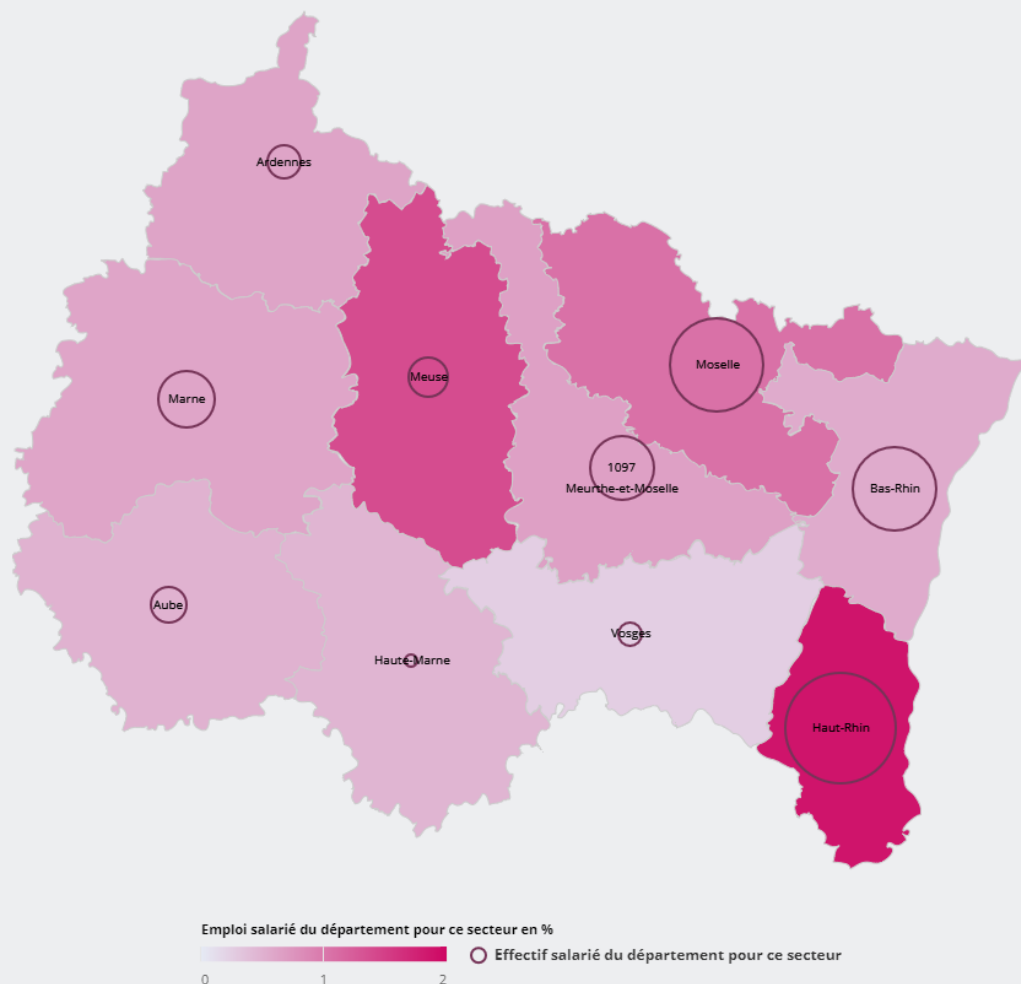 Ardennes
Meuse
Moselle
Marne
1097
Meurthe-et-Moselle
Bas-Rhin
Aube
Vosges
Haute-Marne
Haut-Rhin
Emploi salarié du département pour ce secteur en %
Effectif salarié du département pour ce secteur
0 1 2